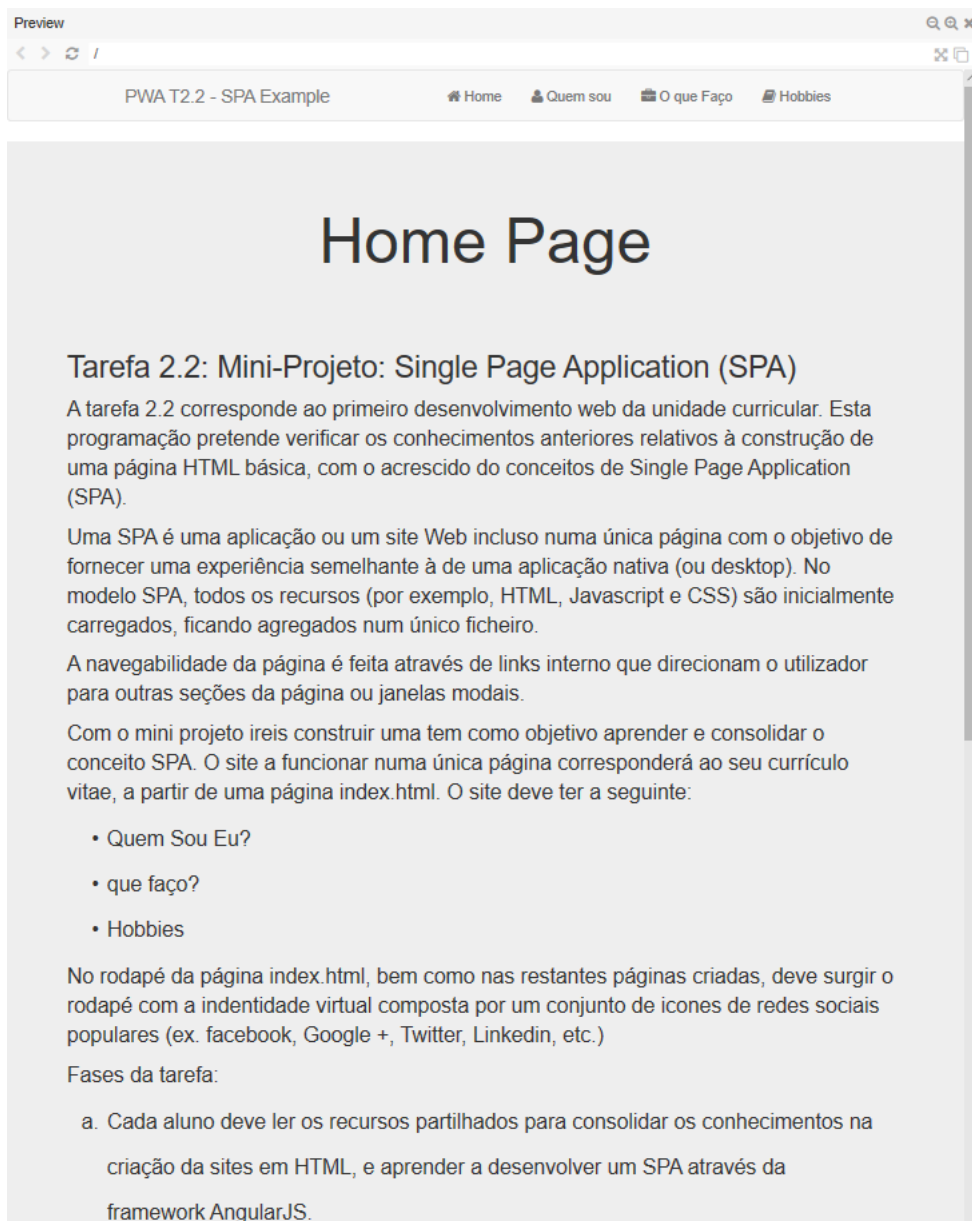 Preview
/
PWA T2.2 - SPA Example Home Quem sou O que Faço Hobbies
Home Page
Tarefa 2.2: Mini-Projeto: Single Page Application (SPA)
A tarefa 2.2 corresponde ao primeiro desenvolvimento web da unidade curricular. Esta
programação pretende verificar os conhecimentos anteriores relativos à construção de
uma página HTML básica, com o acrescido do conceitos de Single Page Application
(SPA).
Uma SPA é uma aplicação ou um site Web incluso numa única página com o objetivo de
fornecer uma experiência semelhante à de uma aplicação nativa (ou desktop). No
modelo SPA, todos os recursos (por exemplo, HTML, Javascript e CSS) são inicialmente
carregados, ficando agregados num único ficheiro.
A navegabilidade da página é feita através de links interno que direcionam o utilizador
para outras seções da página ou janelas modais.
Com o mini projeto ireis construir uma tem como objetivo aprender e consolidar o
conceito SPA. O site a funcionar numa única página corresponderá ao seu currículo
vitae, a partir de uma página index.html. O site deve ter a seguinte:
• Quem Sou Eu?
• que faço?
• Hobbies
No rodapé da página index.html, bem como nas restantes páginas criadas, deve surgir o
rodapé com a indentidade virtual composta por um conjunto de icones de redes sociais
populares (ex. facebook, Google +, Twitter, Linkedin, etc.)
Fases da tarefa:
a. Cada aluno deve ler os recursos partilhados para consolidar os conhecimentos na
criação da sites em HTML, e aprender a desenvolver um SPA através da
framework AngularJS.